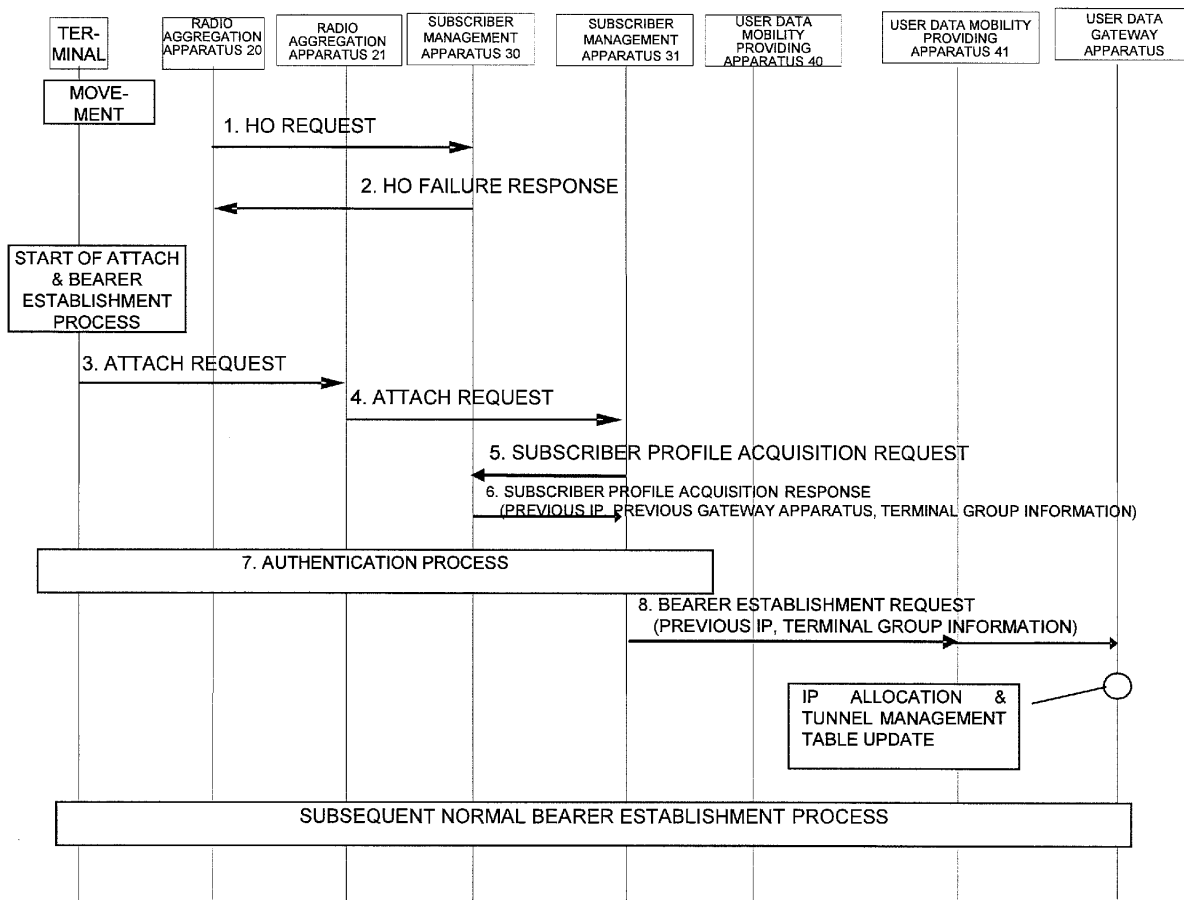 TER-
MINAL
RADIO
AGGREGATION
APPARATUS 20
RADIO
AGGREGATION
APPARATUS 21
SUBSCRIBER
MANAGEMENT
APPARATUS 30
SUBSCRIBER
MANAGEMENT
APPARATUS 31
USER DATA
MOBILITY
PROVIDING
APPARATUS 40
USER DATA MOBILITY
PROVIDING
APPARATUS 41
USER DATA
GATEWAY
APPARATUS
MOVE-
MENT
1. HO REQUEST
2. HO FAILURE RESPONSE
START OF ATTACH
& BEARER
ESTABLISHMENT
PROCESS
3. ATTACH REQUEST
4. ATTACH REQUEST
5. SUBSCRIBER PROFILE ACQUISITION REQUEST
6. SUBSCRIBER PROFILE ACQUISITION RESPONSE
(PREVIOUS IP, PREVIOUS GATEWAY APPARATUS, TERMINAL GROUP INFORMATION)
7. AUTHENTICATION PROCESS
8. BEARER ESTABLISHMENT REQUEST
(PREVIOUS IP, TERMINAL GROUP INFORMATION)
IP ALLOCATION &
TUNNEL MANAGEMENT
TABLE UPDATE
SUBSEQUENT NORMAL BEARER ESTABLISHMENT PROCESS